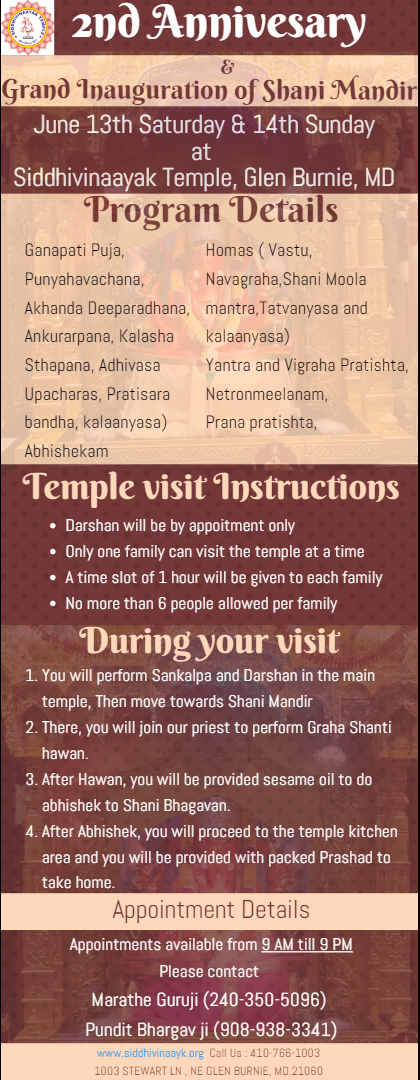 2nd Annivesary
&
Grand Inauguration of Shani Mandir
June 13th Saturday & 14th Sunday
at
Siddhivinaayak Temple, Glen Burnie, MD
Program Details
Ganapati Puja,
Punyahavachana,
Akhanda Deeparadhana,
Ankurarpana, Kalasha
Sthapana, Adhivasa
Upacharas, Pratisara
bandha, kalaanyasa)
Abhishekam
Homas ( Vastu,
Navagraha,Shani Moola
mantra,Tatvanyasa and
kalaanyasa)
Yantra and Vigraha Pratishta,
Netronmeelanam,
Prana pratishta,
Temple visit Instructions
• Darshan will be by appoitment only
• Only one family can visit the temple at a time
• A time slot of 1 hour will be given to each family
• No more than 6 people allowed per family
During your visit
1. You will perform Sankalpa and Darshan in the main
temple, Then move towards Shani Mandir
2. There, you will join our priest to perform Graha Shanti
hawan.
3. After Hawan, you will be provided sesame oil to do
abhishek to Shani Bhagavan.
4. After Abhishek, you will proceed to the temple kitchen
area and you will be provided with packed Prashad to
take home.
Appointment Details
Appointments available from 9 AM till 9 PM
Please contact
Marathe Guruji (240-350-5096)
Pundit Bhargav ji (908-938-3341)
www.siddhivinaayk.org Call Us : 410-766-1003
1003 STEWART LN , NE GLEN BURNIE, MD.21060